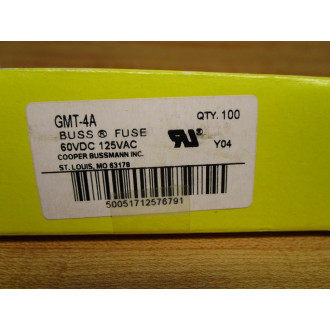 GMT-4A QTY. 100
BUSS ® FUSE
60VDC 125VAC Y04
COOPER BUSSMANN INC.
ST. LOUIS, MO 63178
50051712576791